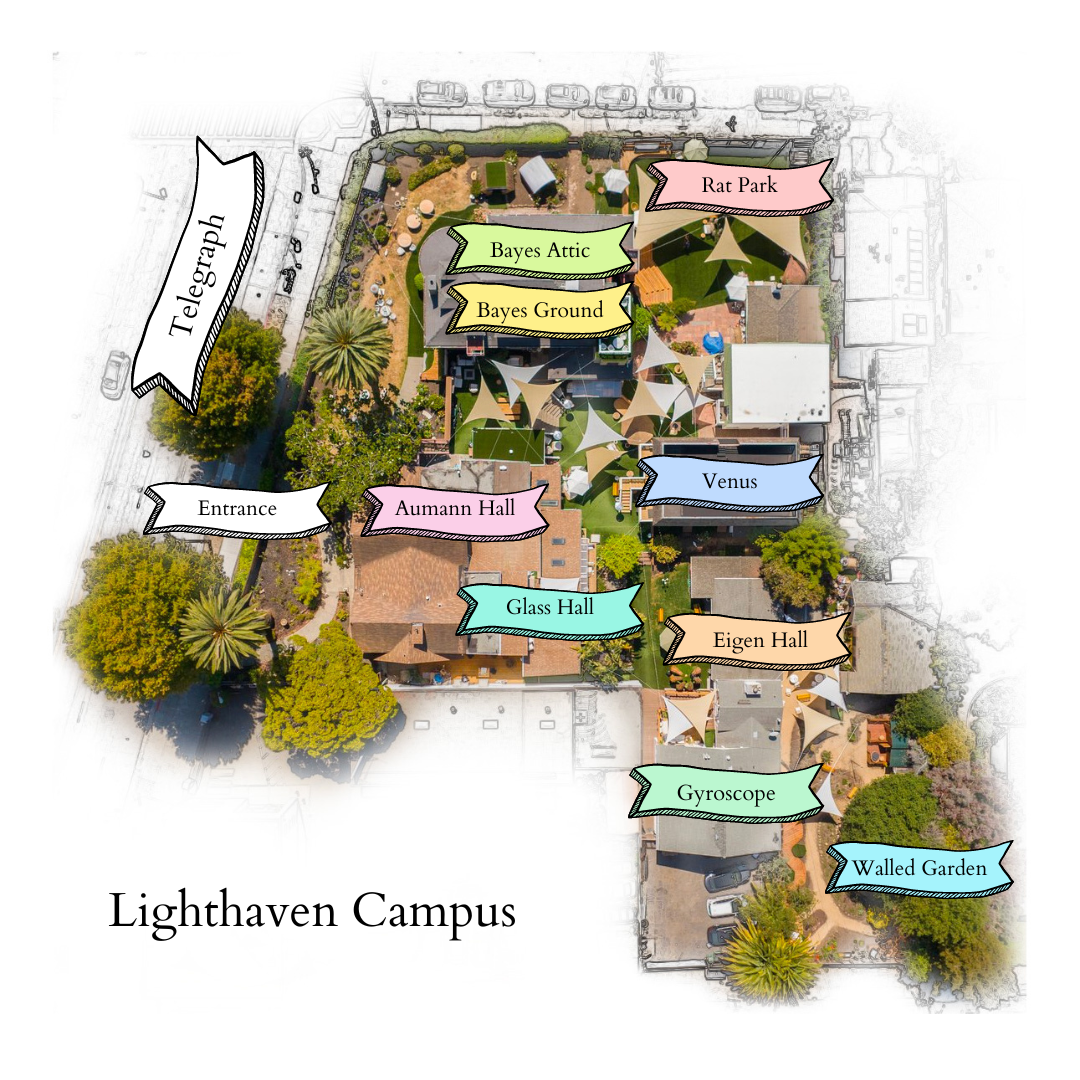 Telegraph
Rat Park
Bayes Attic
Bayes Ground
Venus
Entrance
Aumann Hall
Glass Hall
Eigen Hall
Gyroscope
Walled Garden
Lighthaven Campus